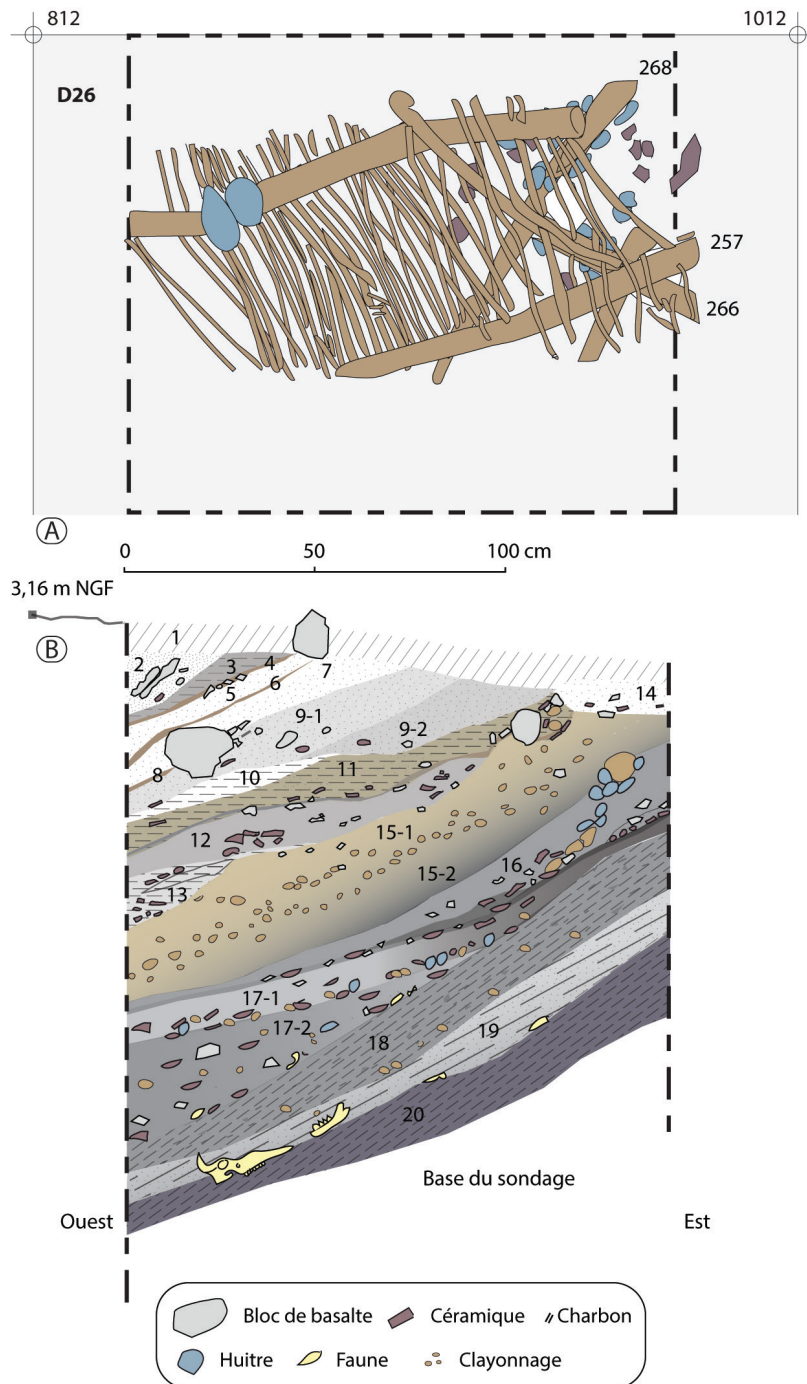 812 1012
D26
268
257
266
A
0 50 100 cm
3,16 m NGF
B
1
2 3 4
5 6 7
14
9-1
9-2
8 10 11
12 15-1
15-2 16
13
17-1
17-2
18 19
20
Base du sondage
Ouest Est
Bloc de basalte Céramique Charbon
Huitre Faune Clayonnage